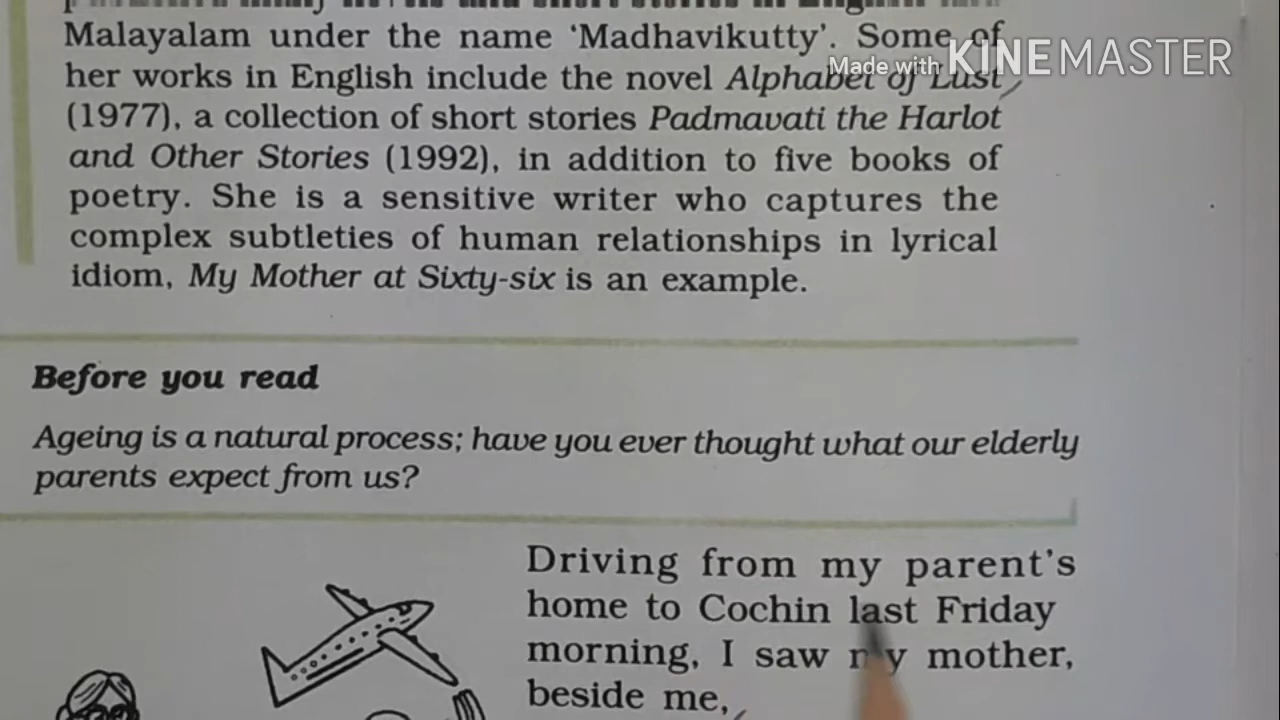 Malayalam under the name ‘Madhavikutty’. Some of
her works in English include the novel Alphabet of Lust
(1977), a collection of short stories Padmavati the Harlot
and Other Stories (1992), in addition to five books of
poetry. She is a sensitive writer who captures the
complex subtleties of human relationships in lyrical
idiom, My Mother at Sixty-six is an example.
Made with KINEMASTER
Before you read
Ageing is a natural process; have you ever thought what our elderly
parents expect from us?
Driving from my parent's
home to Cochin last Friday
morning, I saw my mother,
beside me,